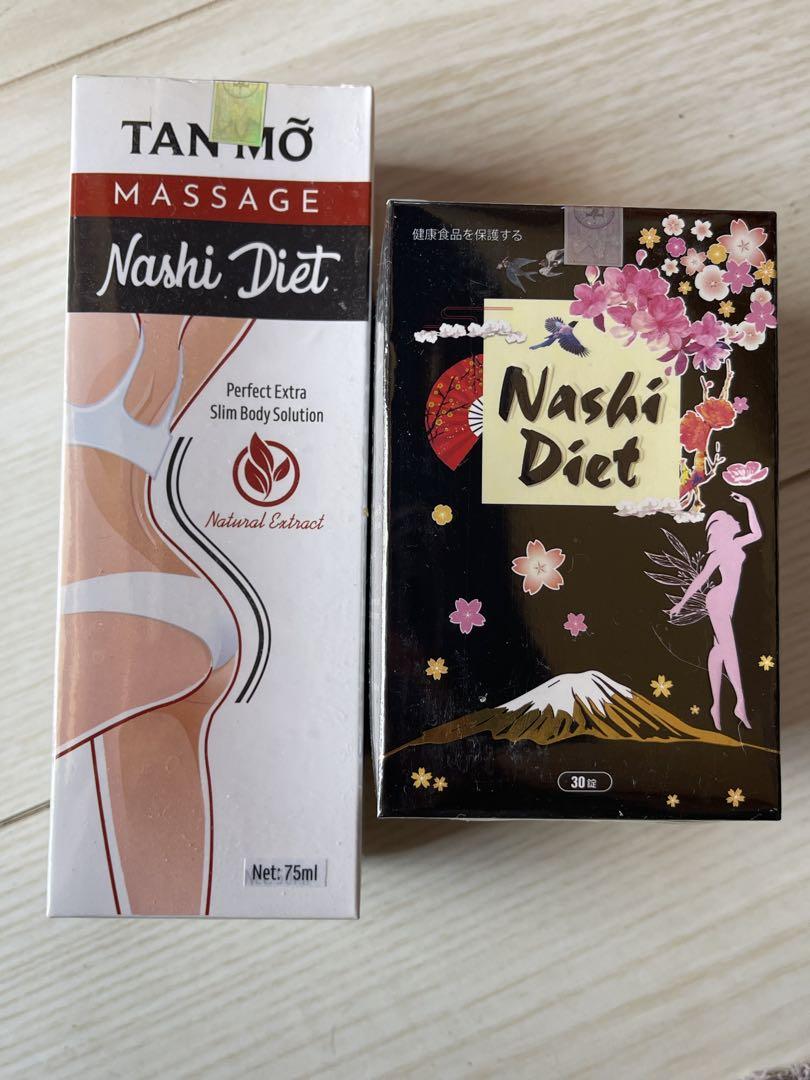 TAN MỠ
MASSAGE
Nashi Diet
Perfect Extra
Slim Body Solution
Natural Extract
Net: 75ml
健康食品を保護する
Nashi
Diet
30錠